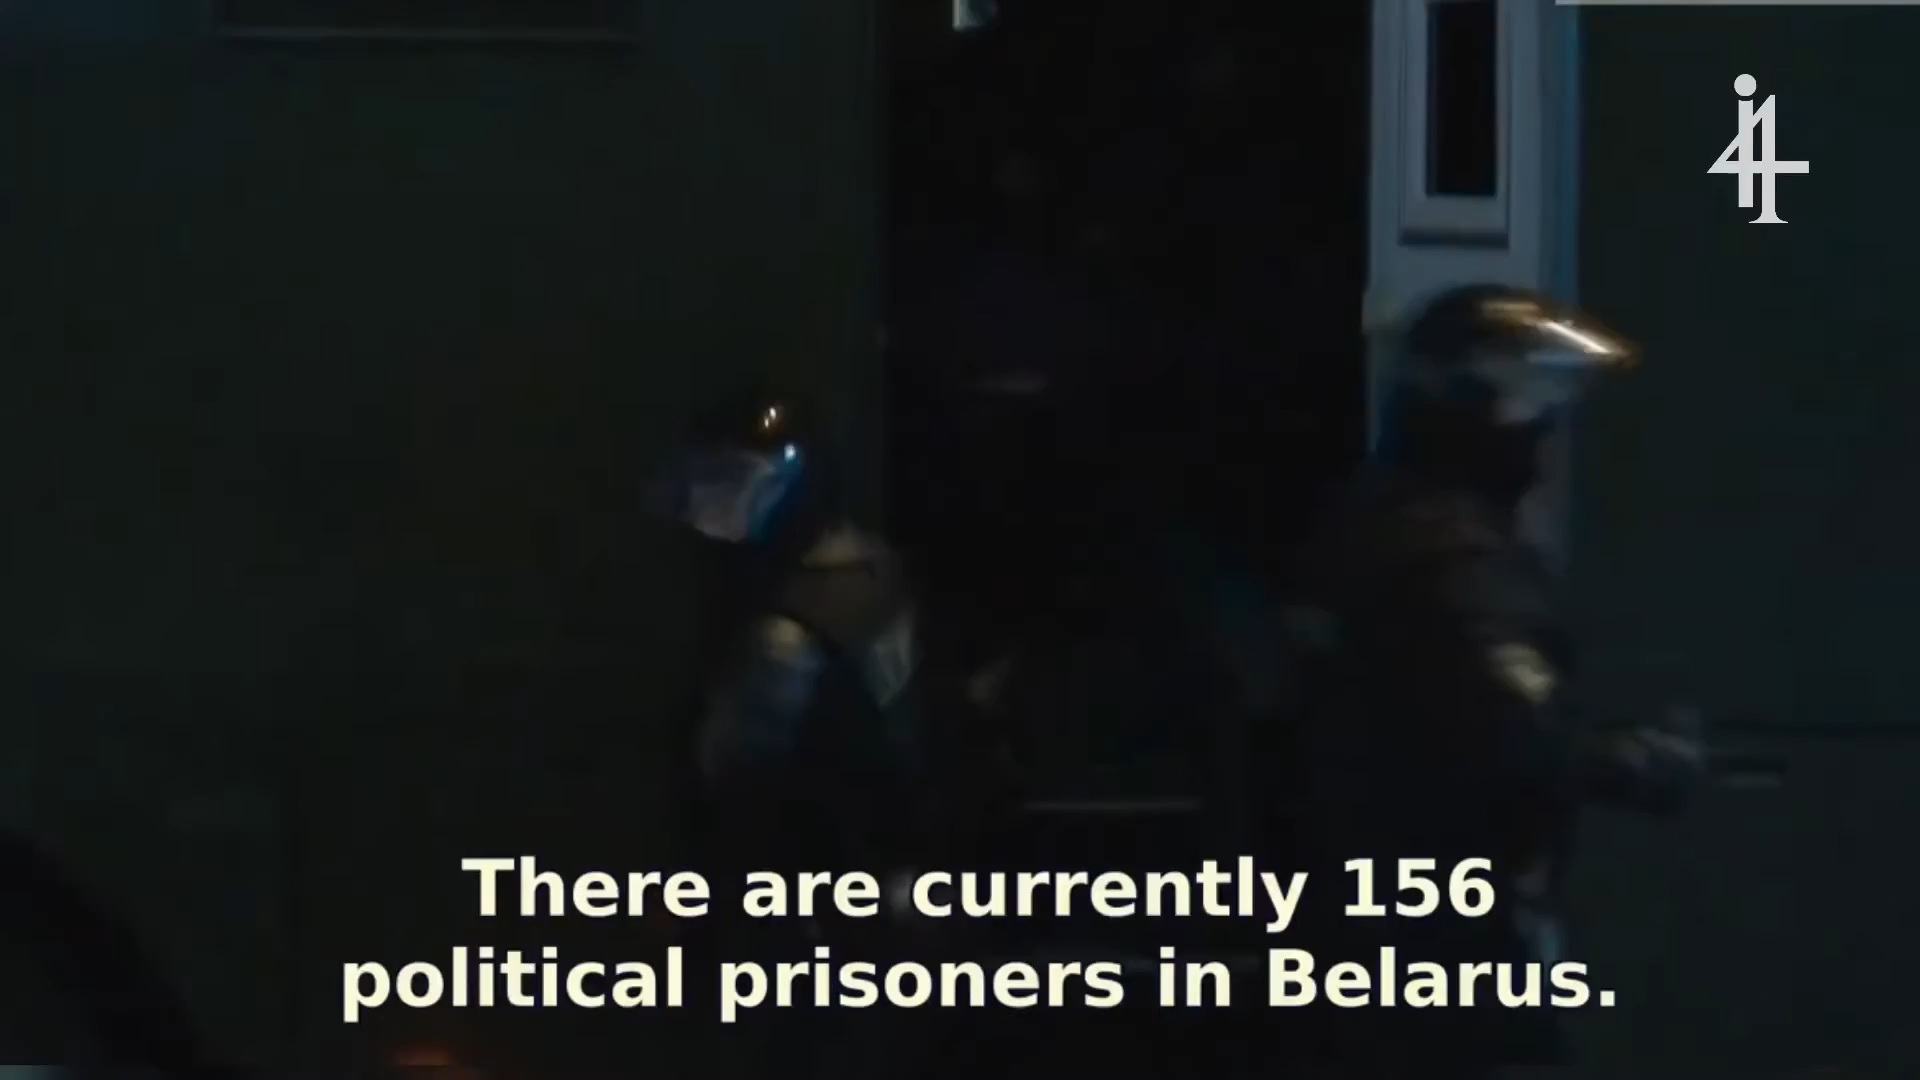 There are currently 156
political prisoners in Belarus.